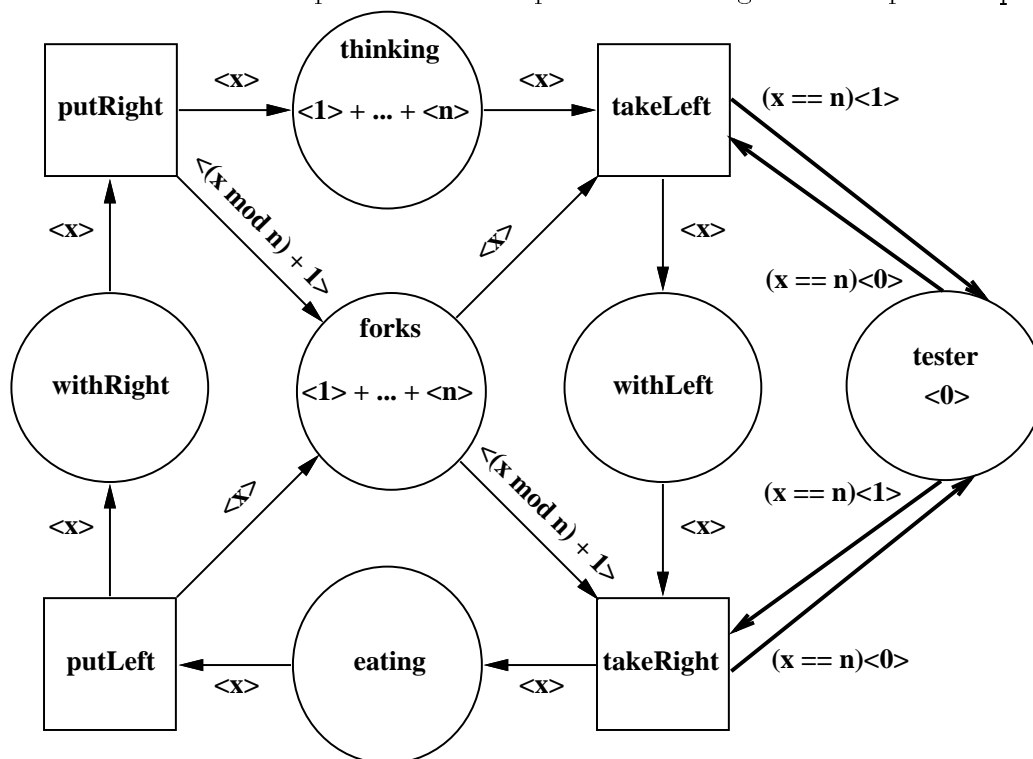 thinking
<x>
<x>
putRight
<1> + ... + <n>
takeLeft
(x == n)<1>
<(x mod n) + 1>
<x>
<x>
<x>
(x == n)<0>
forks
tester
withRight
<1> + ... + <n>
withLeft
<0>
<x>
<x>
<(x mod n) + 1>
<x>
(x == n)<1>
putLeft
eating
takeRight
(x == n)<0>
<x>
<x>